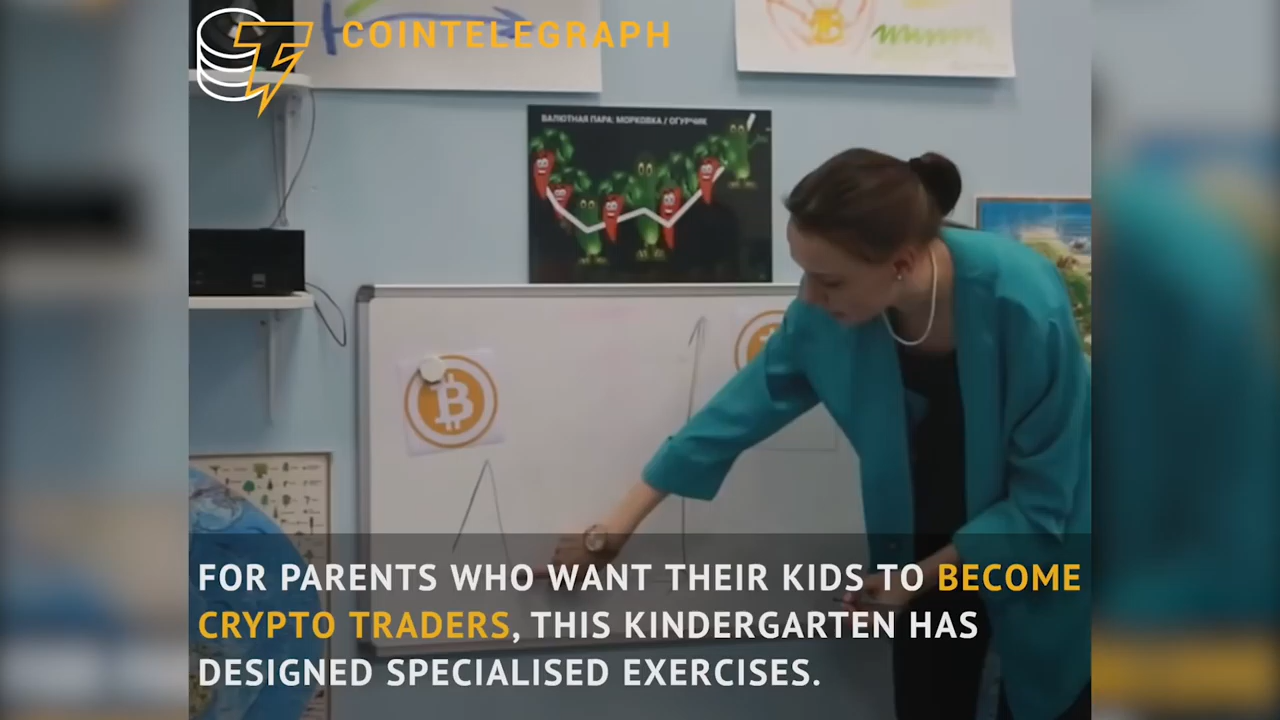 COINTELEGRAPH
ВАЛЮТНАЯ ПАРА: МОРКОВКА / ОГУРЧИК
FOR PARENTS WHO WANT THEIR KIDS TO BECOME
CRYPTO TRADERS, THIS KINDERGARTEN HAS
DESIGNED SPECIALISED EXERCISES.